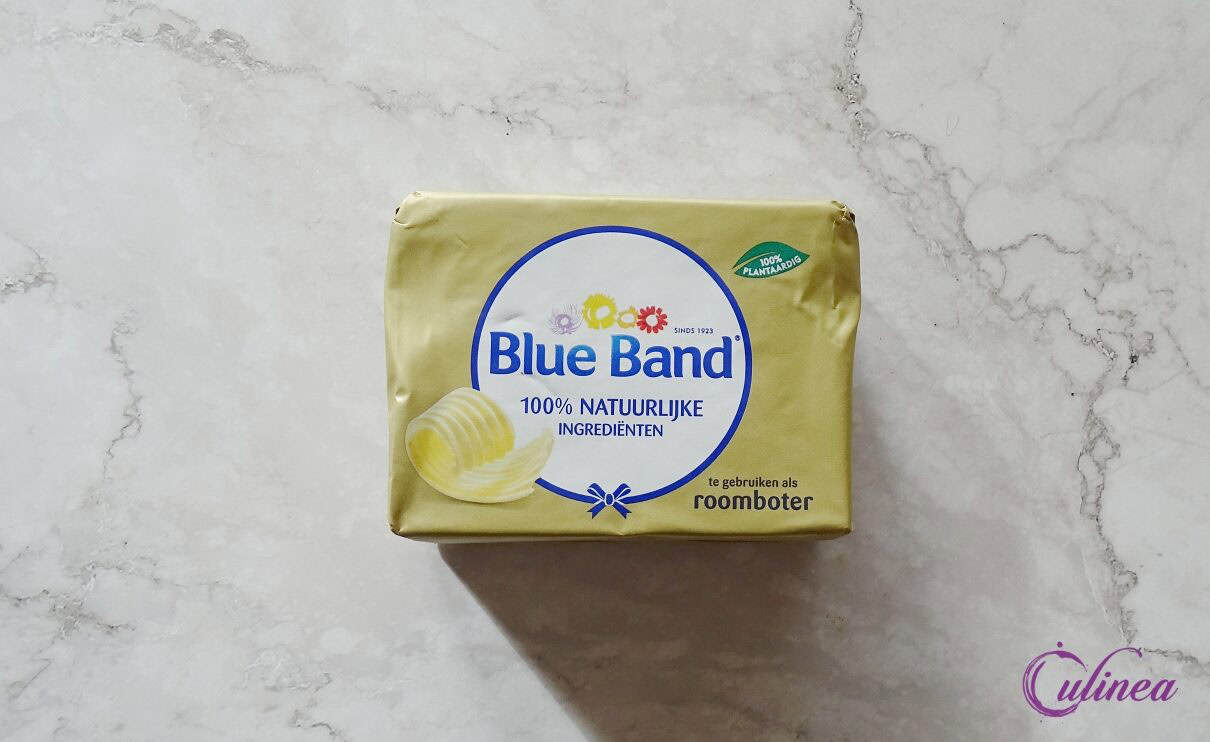 100%
PLANTAARDIG
SINDS 1923
Blue Band®
100% NATUURLIJKE
INGREDIËNTEN
te gebruiken als
roomboter
Culinea